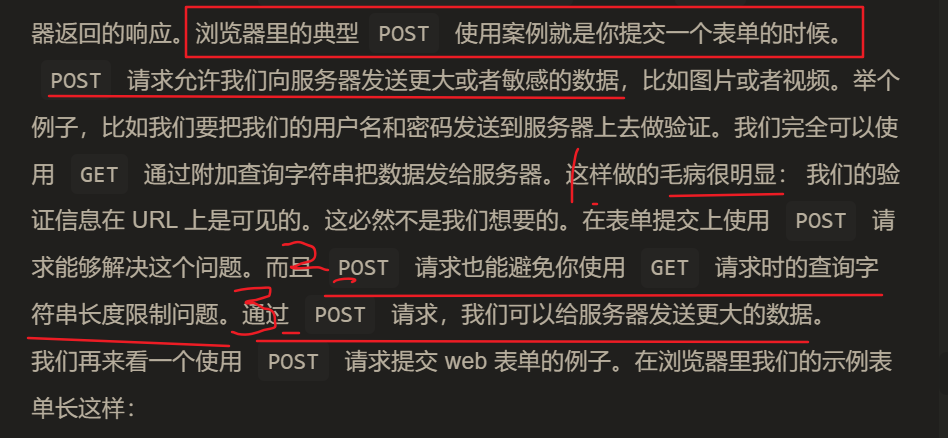 器返回的响应。浏览器里的典型 POST 使用案例就是你提交一个表单的时候。
POST 请求允许我们向服务器发送更大或者敏感的数据，比如图片或者视频。举个
例子，比如我们要把我们的用户名和密码发送到服务器上去做验证。我们完全可以使
用 GET 通过附加查询字符串把数据发给服务器。这样做的毛病很明显： 我们的验
证信息在 URL 上是可见的。这必然不是我们想要的。在表单提交上使用 POST 请
求能够解决这个问题。而且 2 POST 请求也能避免你使用 GET 请求时的查询字
符串长度限制问题。3 通过 POST 请求，我们可以给服务器发送更大的数据。
我们再来看一个使用 POST 请求提交 web 表单的例子。在浏览器里我们的示例表
单长这样：